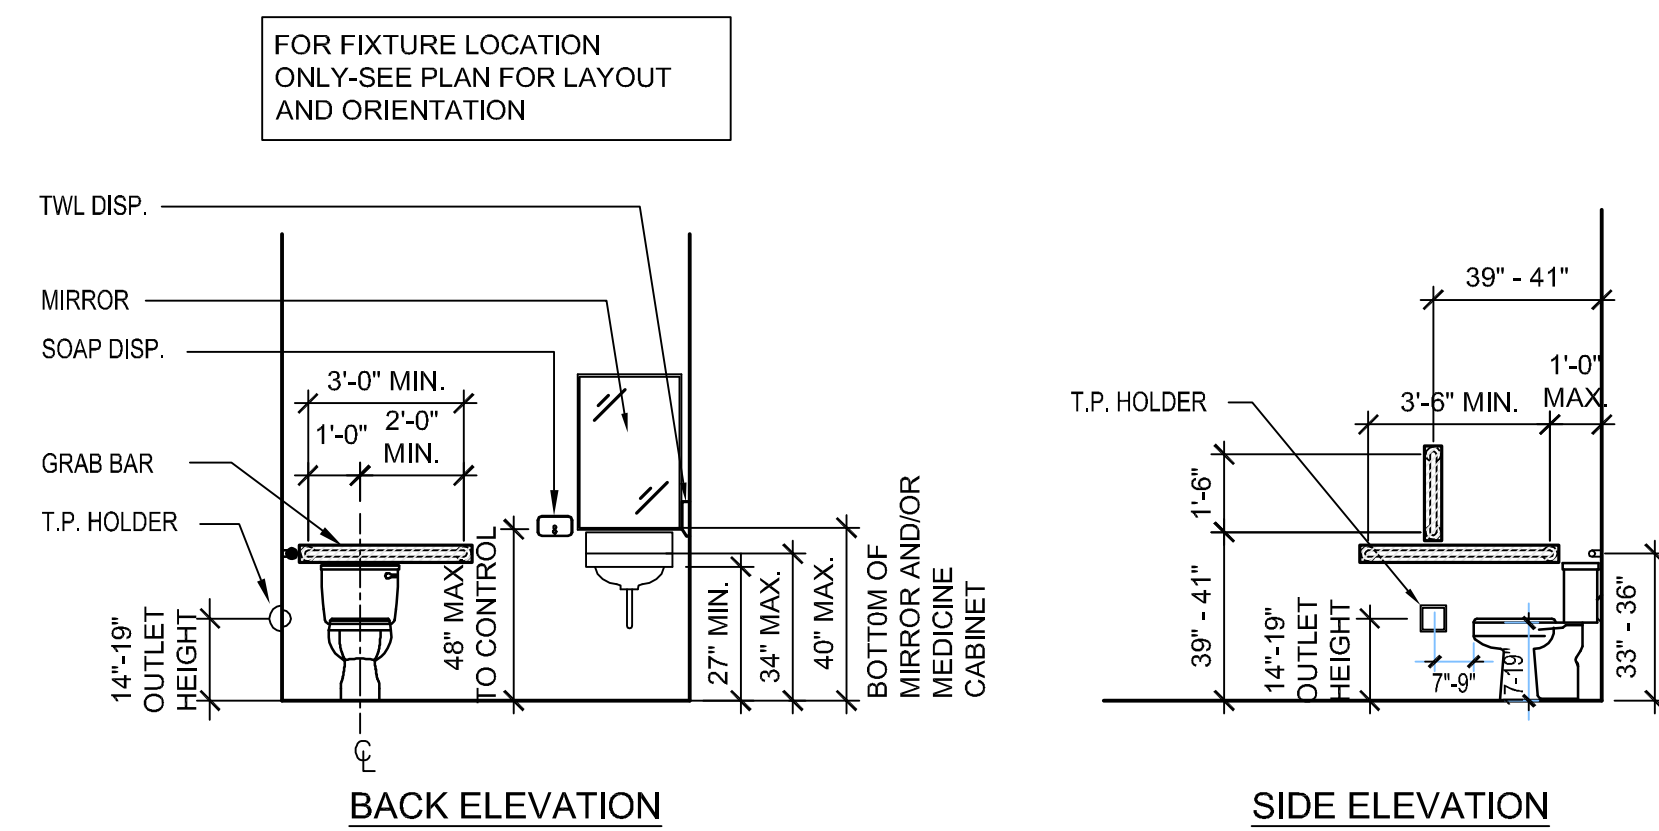 FOR FIXTURE LOCATION
ONLY-SEE PLAN FOR LAYOUT
AND ORIENTATION
TWL DISP.
MIRROR
SOAP DISP.
GRAB BAR
T.P. HOLDER
3'-0" MIN.
1'-0"
2'-0"
MIN.
14"-19"
OUTLET
HEIGHT
48" MAX
TO CONTROL
27" MIN.
34" MAX.
40" MAX.
BOTTOM OF
MIRROR AND/OR
MEDICINE
CABINET
CL
BACK ELEVATION
39" - 41"
1'-0"
MAX.
3'-6" MIN.
T.P. HOLDER
1'-6"
39" - 41"
14"-19"
OUTLET
HEIGHT
7"-9"
7-19"
33" - 36"
SIDE ELEVATION